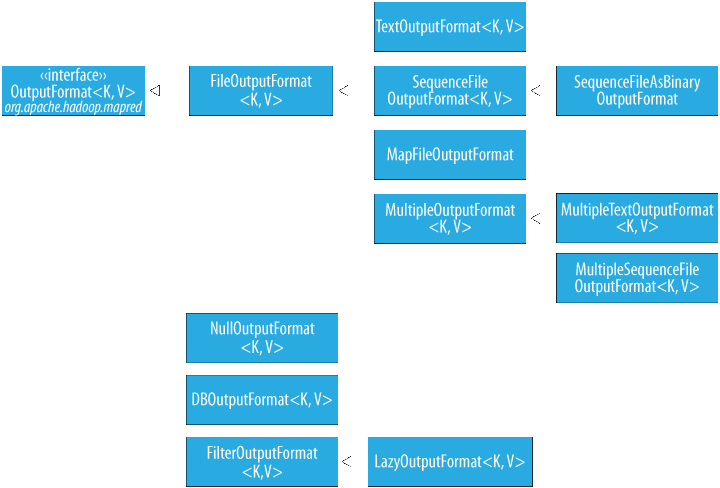 ‹‹interface››
OutputFormat<K, V>
org.apache.hadoop.mapred
FileOutputFormat
<K, V>
TextOutputFormat<K, V>
SequenceFile
OutputFormat<K, V>
SequenceFileAsBinary
OutputFormat
MapFileOutputFormat
MultipleOutputFormat
<K, V>
MultipleTextOutputFormat
<K, V>
MultipleSequenceFile
OutputFormat<K, V>
NullOutputFormat
<K, V>
DBOutputFormat<K, V>
FilterOutputFormat
<K,V>
LazyOutputFormat<K, V>